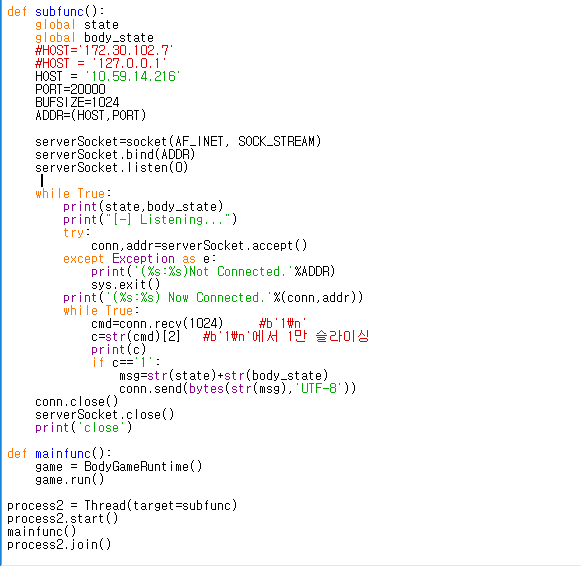 def subfunc():
    global state
    global body_state
    #HOST='172.30.102.7'
    #HOST = '127.0.0.1'
    HOST = '10.59.14.216'
    PORT=20000
    BUFSIZE=1024
    ADDR=(HOST,PORT)
    serverSocket=socket(AF_INET, SOCK_STREAM)
    serverSocket.bind(ADDR)
    serverSocket.listen(0)
    while True:
        print(state,body_state)
        print("[-] Listening...")
        try:
            conn,addr=serverSocket.accept()
        except Exception as e:
            print('(%s:%s)Not Connected.'%ADDR)
            sys.exit()
        print('(%s:%s) Now Connected.'%(conn,addr))
        while True:
            cmd=conn.recv(1024)     #b'1₩n'
            c=str(cmd)[2]   #b'1₩n'에서 1만 슬라이싱
            print(c)
            if c=='1':
                msg=str(state)+str(body_state)
                conn.send(bytes(str(msg),'UTF-8'))
    conn.close()
    serverSocket.close()
    print('close')
def mainfunc():
    game = BodyGameRuntime()
    game.run()
process2 = Thread(target=subfunc)
process2.start()
mainfunc()
process2.join()